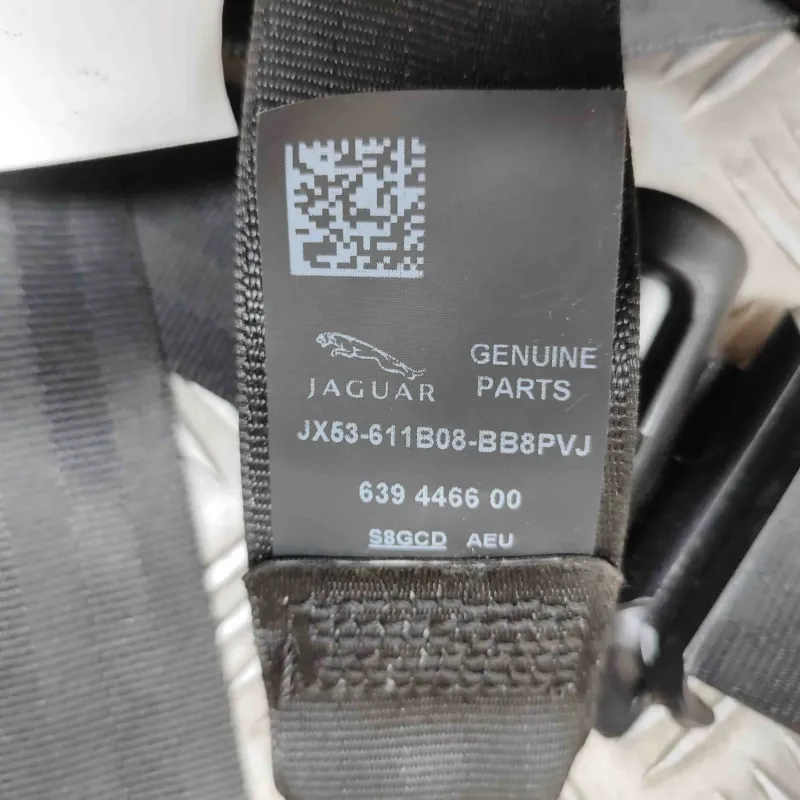 GENUINE
JAGUAR PARTS
JX53-611B08-BB8PVJ
639 4466 00
S8GCD AEU